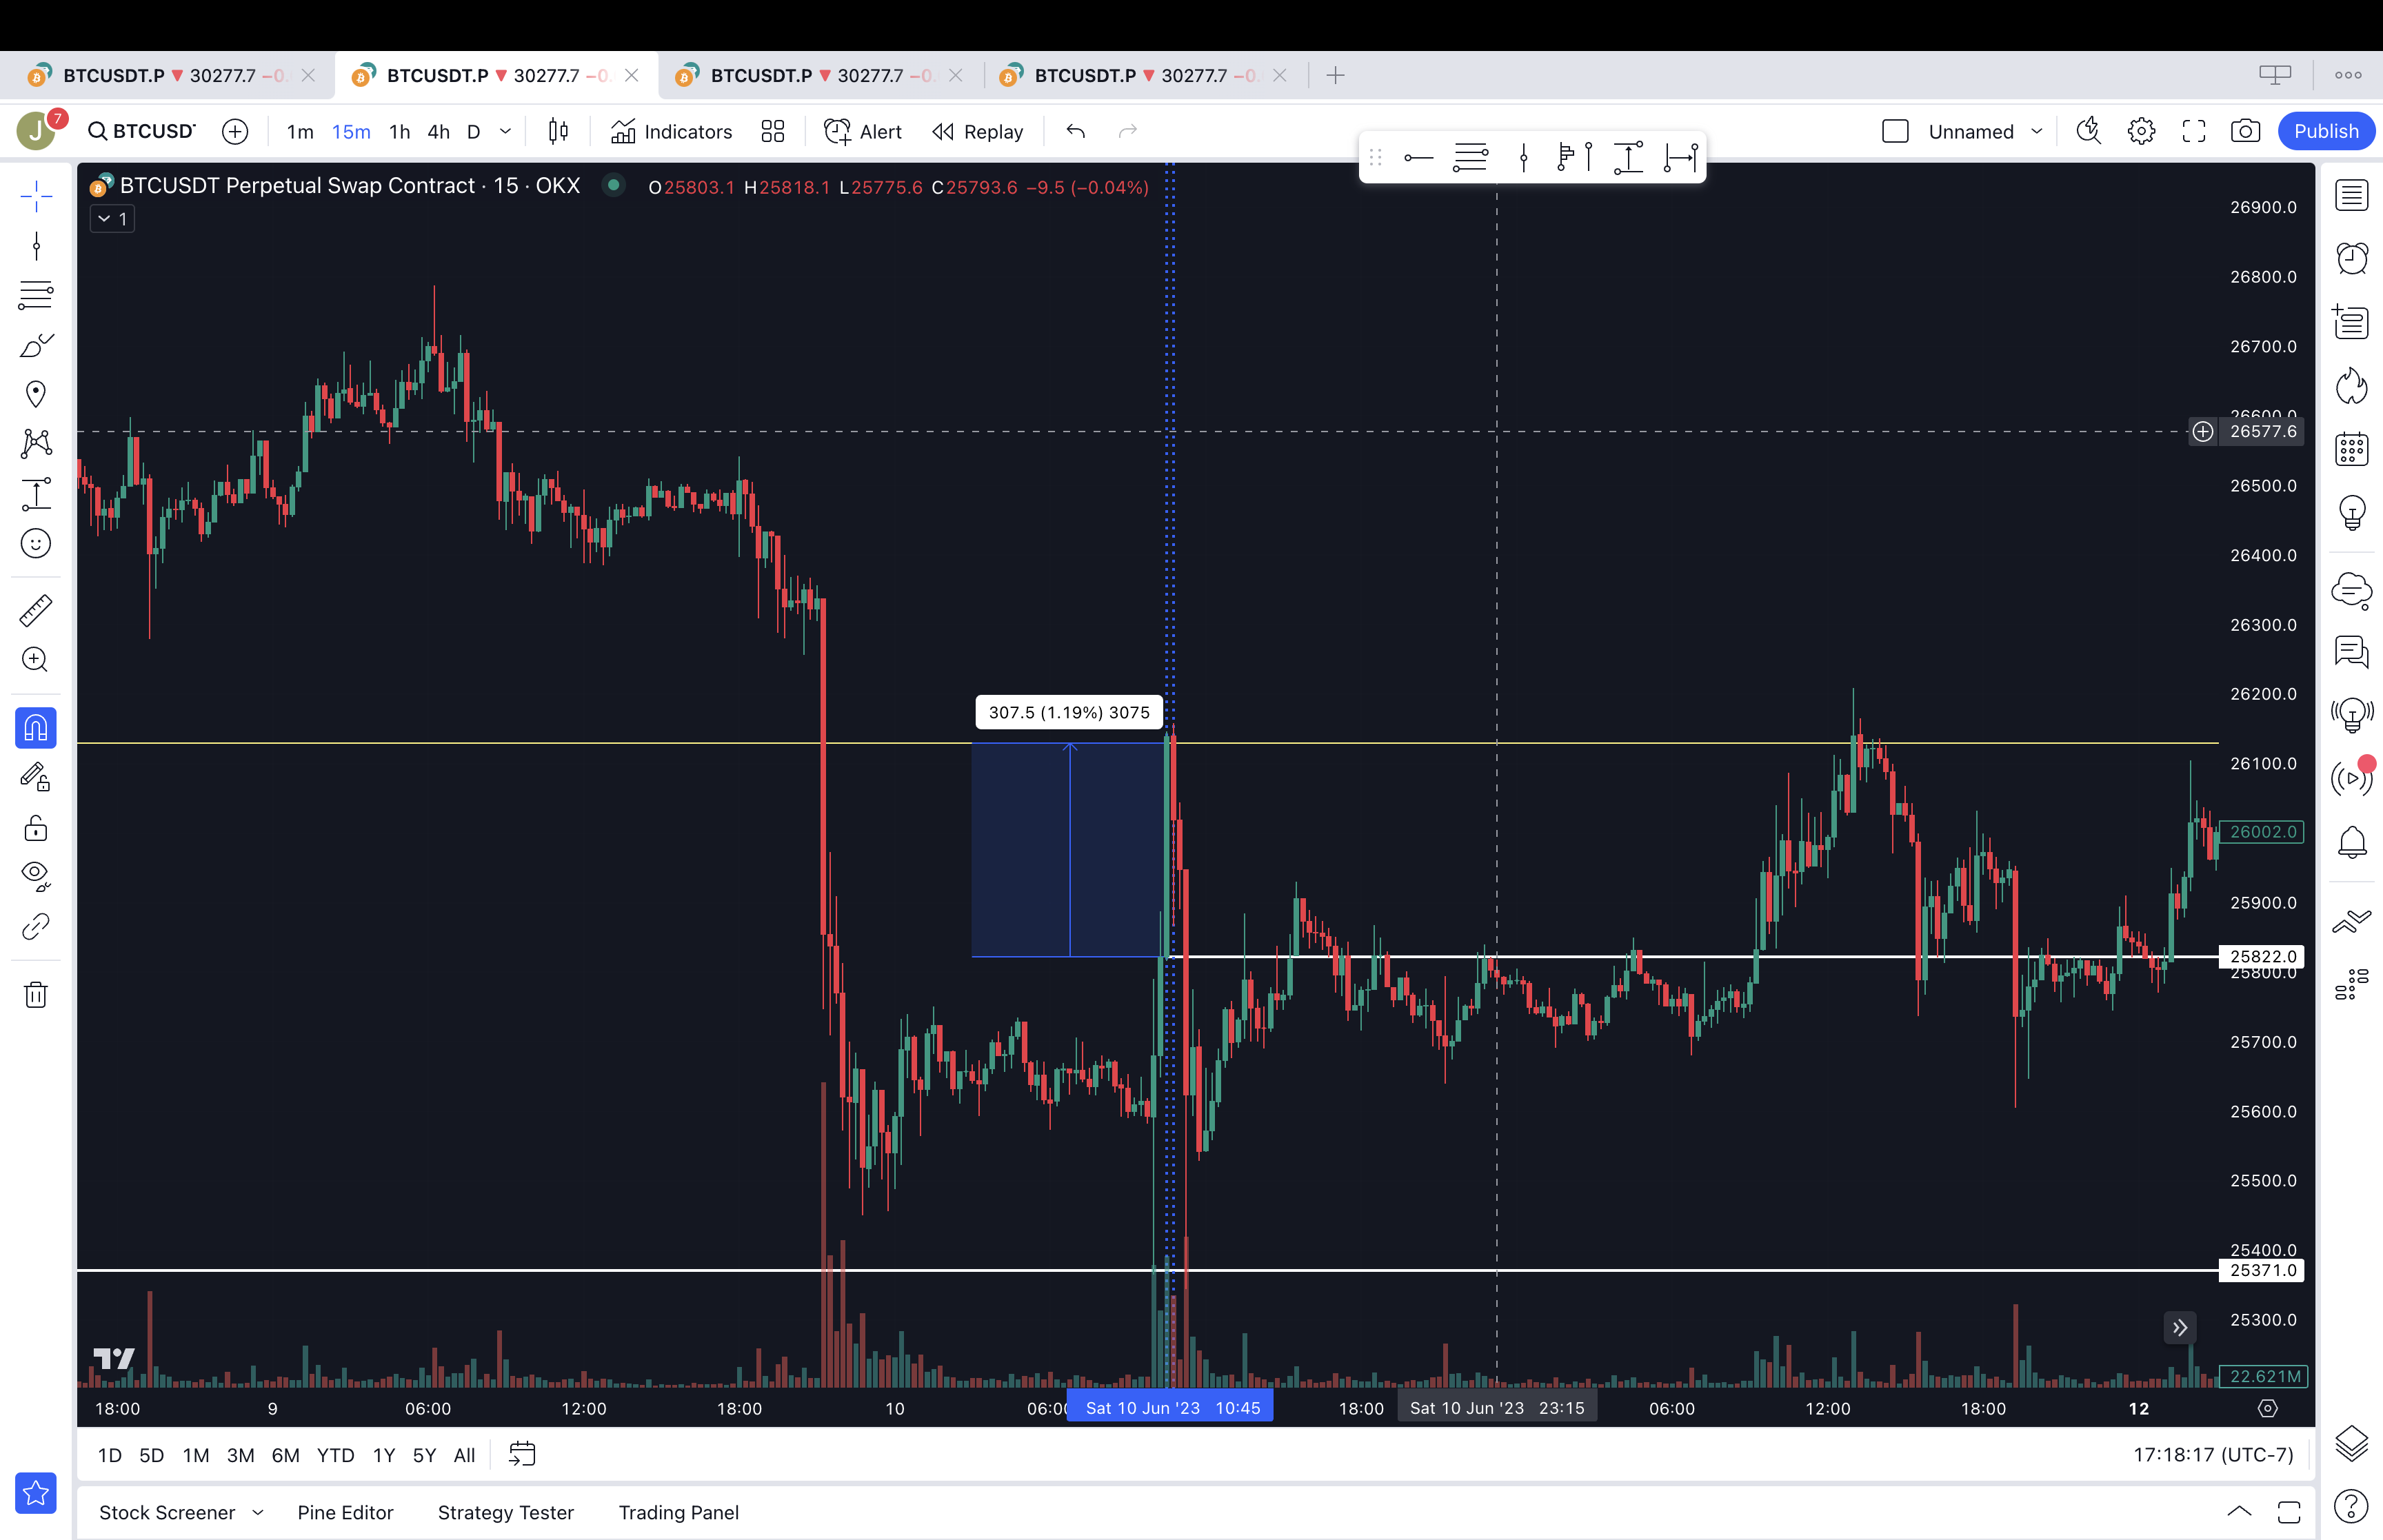 BTCUSDT.P ▼ 30277.7 −0. BTCUSDT.P ▼ 30277.7 −0. BTCUSDT.P ▼ 30277.7 −0. BTCUSDT.P ▼ 30277.7 −0.
J 7 BTCUSD 1m 15m 1h 4h D Indicators Alert Replay Unnamed Publish
BTCUSDT Perpetual Swap Contract · 15 · OKX O25803.1 H25818.1 L25775.6 C25793.6 −9.5 (−0.04%)
1
26900.0
26800.0
26700.0
26600.0
26577.6
26500.0
26400.0
26300.0
26200.0
307.5 (1.19%) 3075
26100.0
26002.0
25900.0
25822.0
25800.0
25700.0
25600.0
25500.0
25400.0
25371.0
25300.0
22.621M
18:00 9 06:00 12:00 18:00 10 06:00 Sat 10 Jun '23 10:45 18:00 Sat 10 Jun '23 23:15 06:00 12:00 18:00 12
1D 5D 1M 3M 6M YTD 1Y 5Y All 17:18:17 (UTC-7)
Stock Screener Pine Editor Strategy Tester Trading Panel